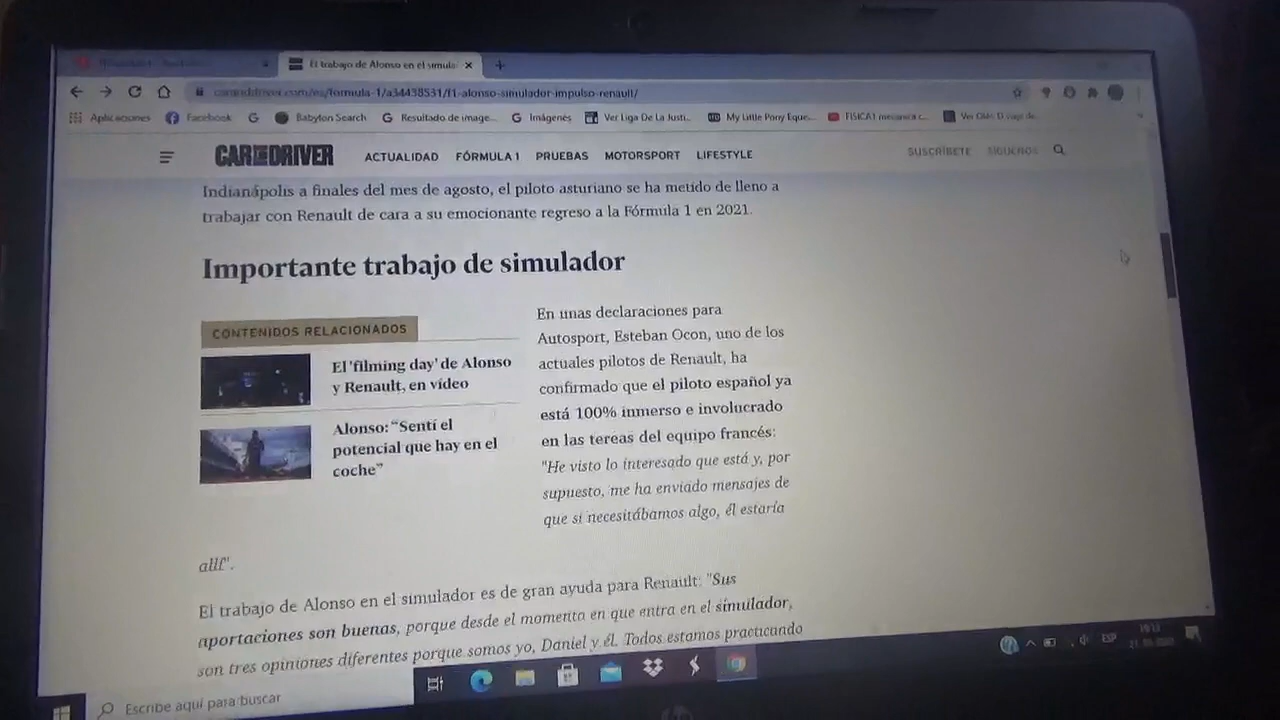 El trabajo de Alonso en el simula
caranddriver.com/es/formula-1/a34438531/f1-alonso-simulador-impulso-renault/
Aplicaciones Facebook Babylon Search Resultado de image... Imágenes Ver Liga De La Justi... My Little Pony Eque... FISICA1 mecanica c...
CAR AND DRIVER ACTUALIDAD FÓRMULA 1 PRUEBAS MOTORSPORT LIFESTYLE SUSCRÍBETE SÍGUENOS
Indianápolis a finales del mes de agosto, el piloto asturiano se ha metido de lleno a
trabajar con Renault de cara a su emocionante regreso a la Fórmula 1 en 2021.
Importante trabajo de simulador
CONTENIDOS RELACIONADOS
El 'filming day' de Alonso
y Renault, en vídeo
Alonso: “Sentí el
potencial que hay en el
coche”
En unas declaraciones para
Autosport, Esteban Ocon, uno de los
actuales pilotos de Renault, ha
confirmado que el piloto español ya
está 100% inmerso e involucrado
en las tereas del equipo francés:
"He visto lo interesado que está y, por
supuesto, me ha enviado mensajes de
que si necesitábamos algo, él estaría
allí".
El trabajo de Alonso en el simulador es de gran ayuda para Renault: "Sus
aportaciones son buenas, porque desde el momento en que entra en el simulador,
son tres opiniones diferentes porque somos yo, Daniel y él. Todos estamos practicando
Escribe aquí para buscar
ESP
19:13